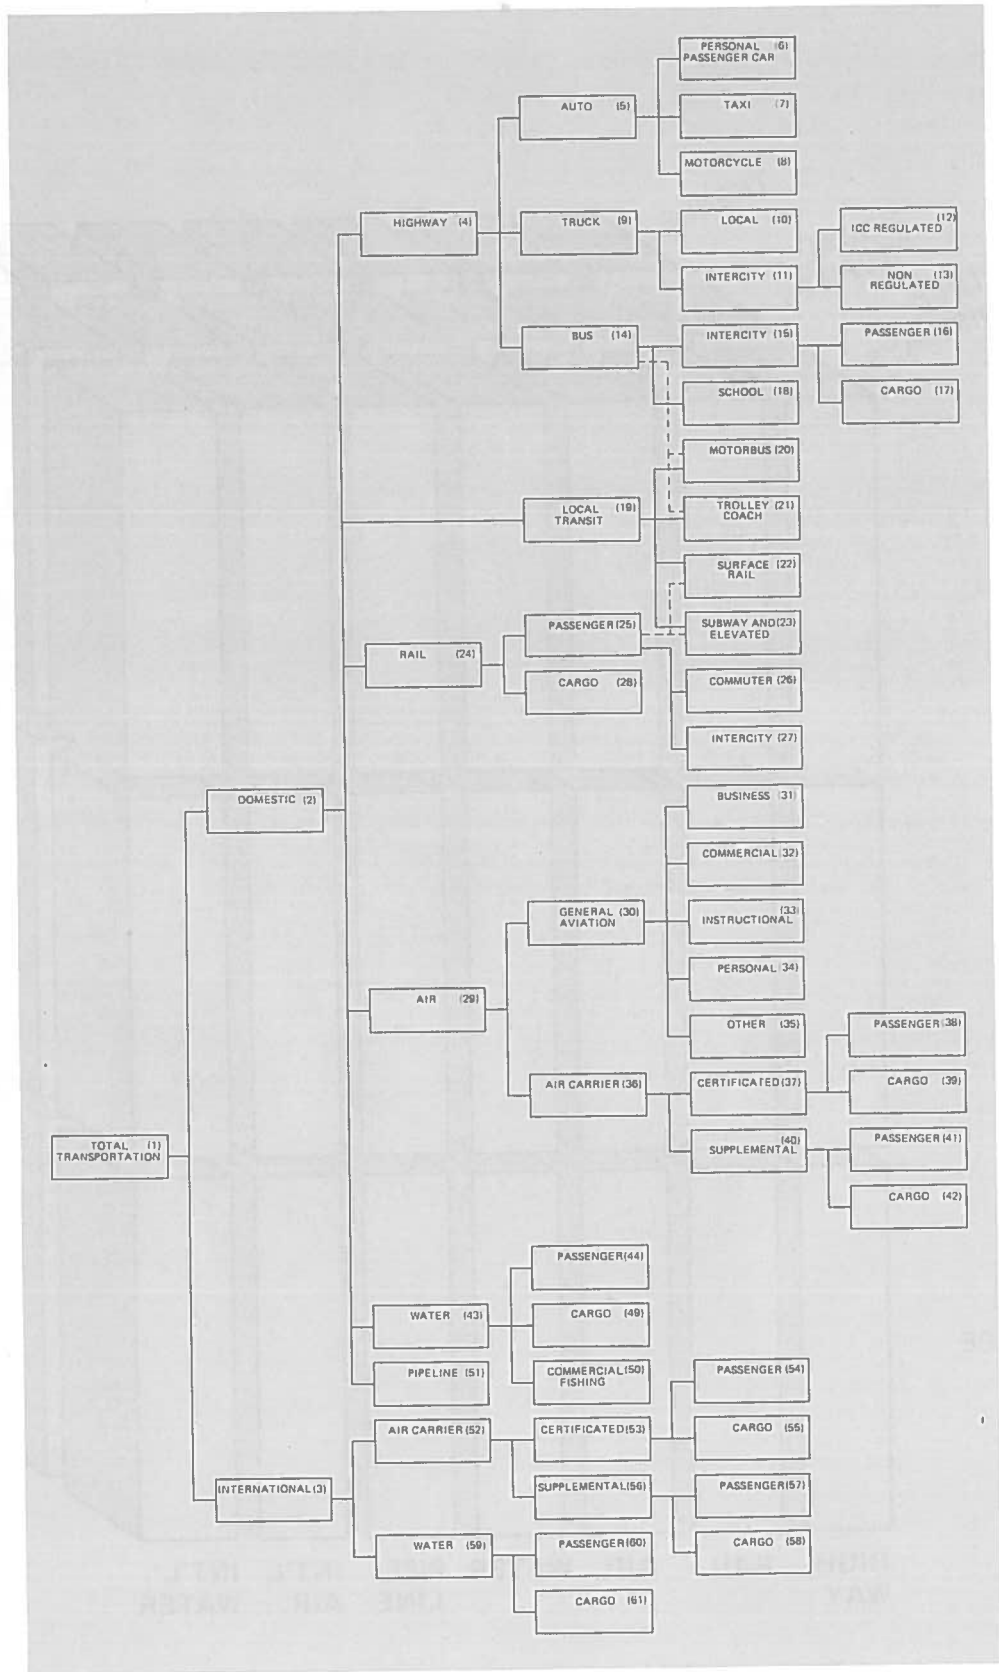 PERSONAL (6)
PASSENGER CAR
AUTO (5)
TAXI (7)
MOTORCYCLE (8)
HIGHWAY (4)
TRUCK (9)
LOCAL (10)
(12)
ICC REGULATED
INTERCITY (11)
NON (13)
REGULATED
BUS (14)
INTERCITY (15)
PASSENGER (16)
SCHOOL (18)
CARGO (17)
MOTORBUS (20)
LOCAL (19)
TRANSIT
TROLLEY (21)
COACH
SURFACE (22)
RAIL
PASSENGER (25)
SUBWAY AND (23)
ELEVATED
RAIL (24)
CARGO (28)
COMMUTER (26)
INTERCITY (27)
DOMESTIC (2)
BUSINESS (31)
COMMERCIAL (32)
GENERAL (30)
AVIATION
(33)
INSTRUCTIONAL
PERSONAL (34)
AIR (29)
OTHER (35)
PASSENGER (38)
AIR CARRIER (36)
CERTIFICATED (37)
CARGO (39)
TOTAL (1)
TRANSPORTATION
(40)
SUPPLEMENTAL
PASSENGER (41)
CARGO (42)
PASSENGER (44)
WATER (43)
CARGO (49)
PIPELINE (51)
COMMERCIAL (50)
FISHING
PASSENGER (54)
AIR CARRIER (52)
CERTIFICATED (53)
CARGO (55)
INTERNATIONAL (3)
SUPPLEMENTAL (56)
PASSENGER (57)
WATER (59)
PASSENGER (60)
CARGO (58)
CARGO (61)